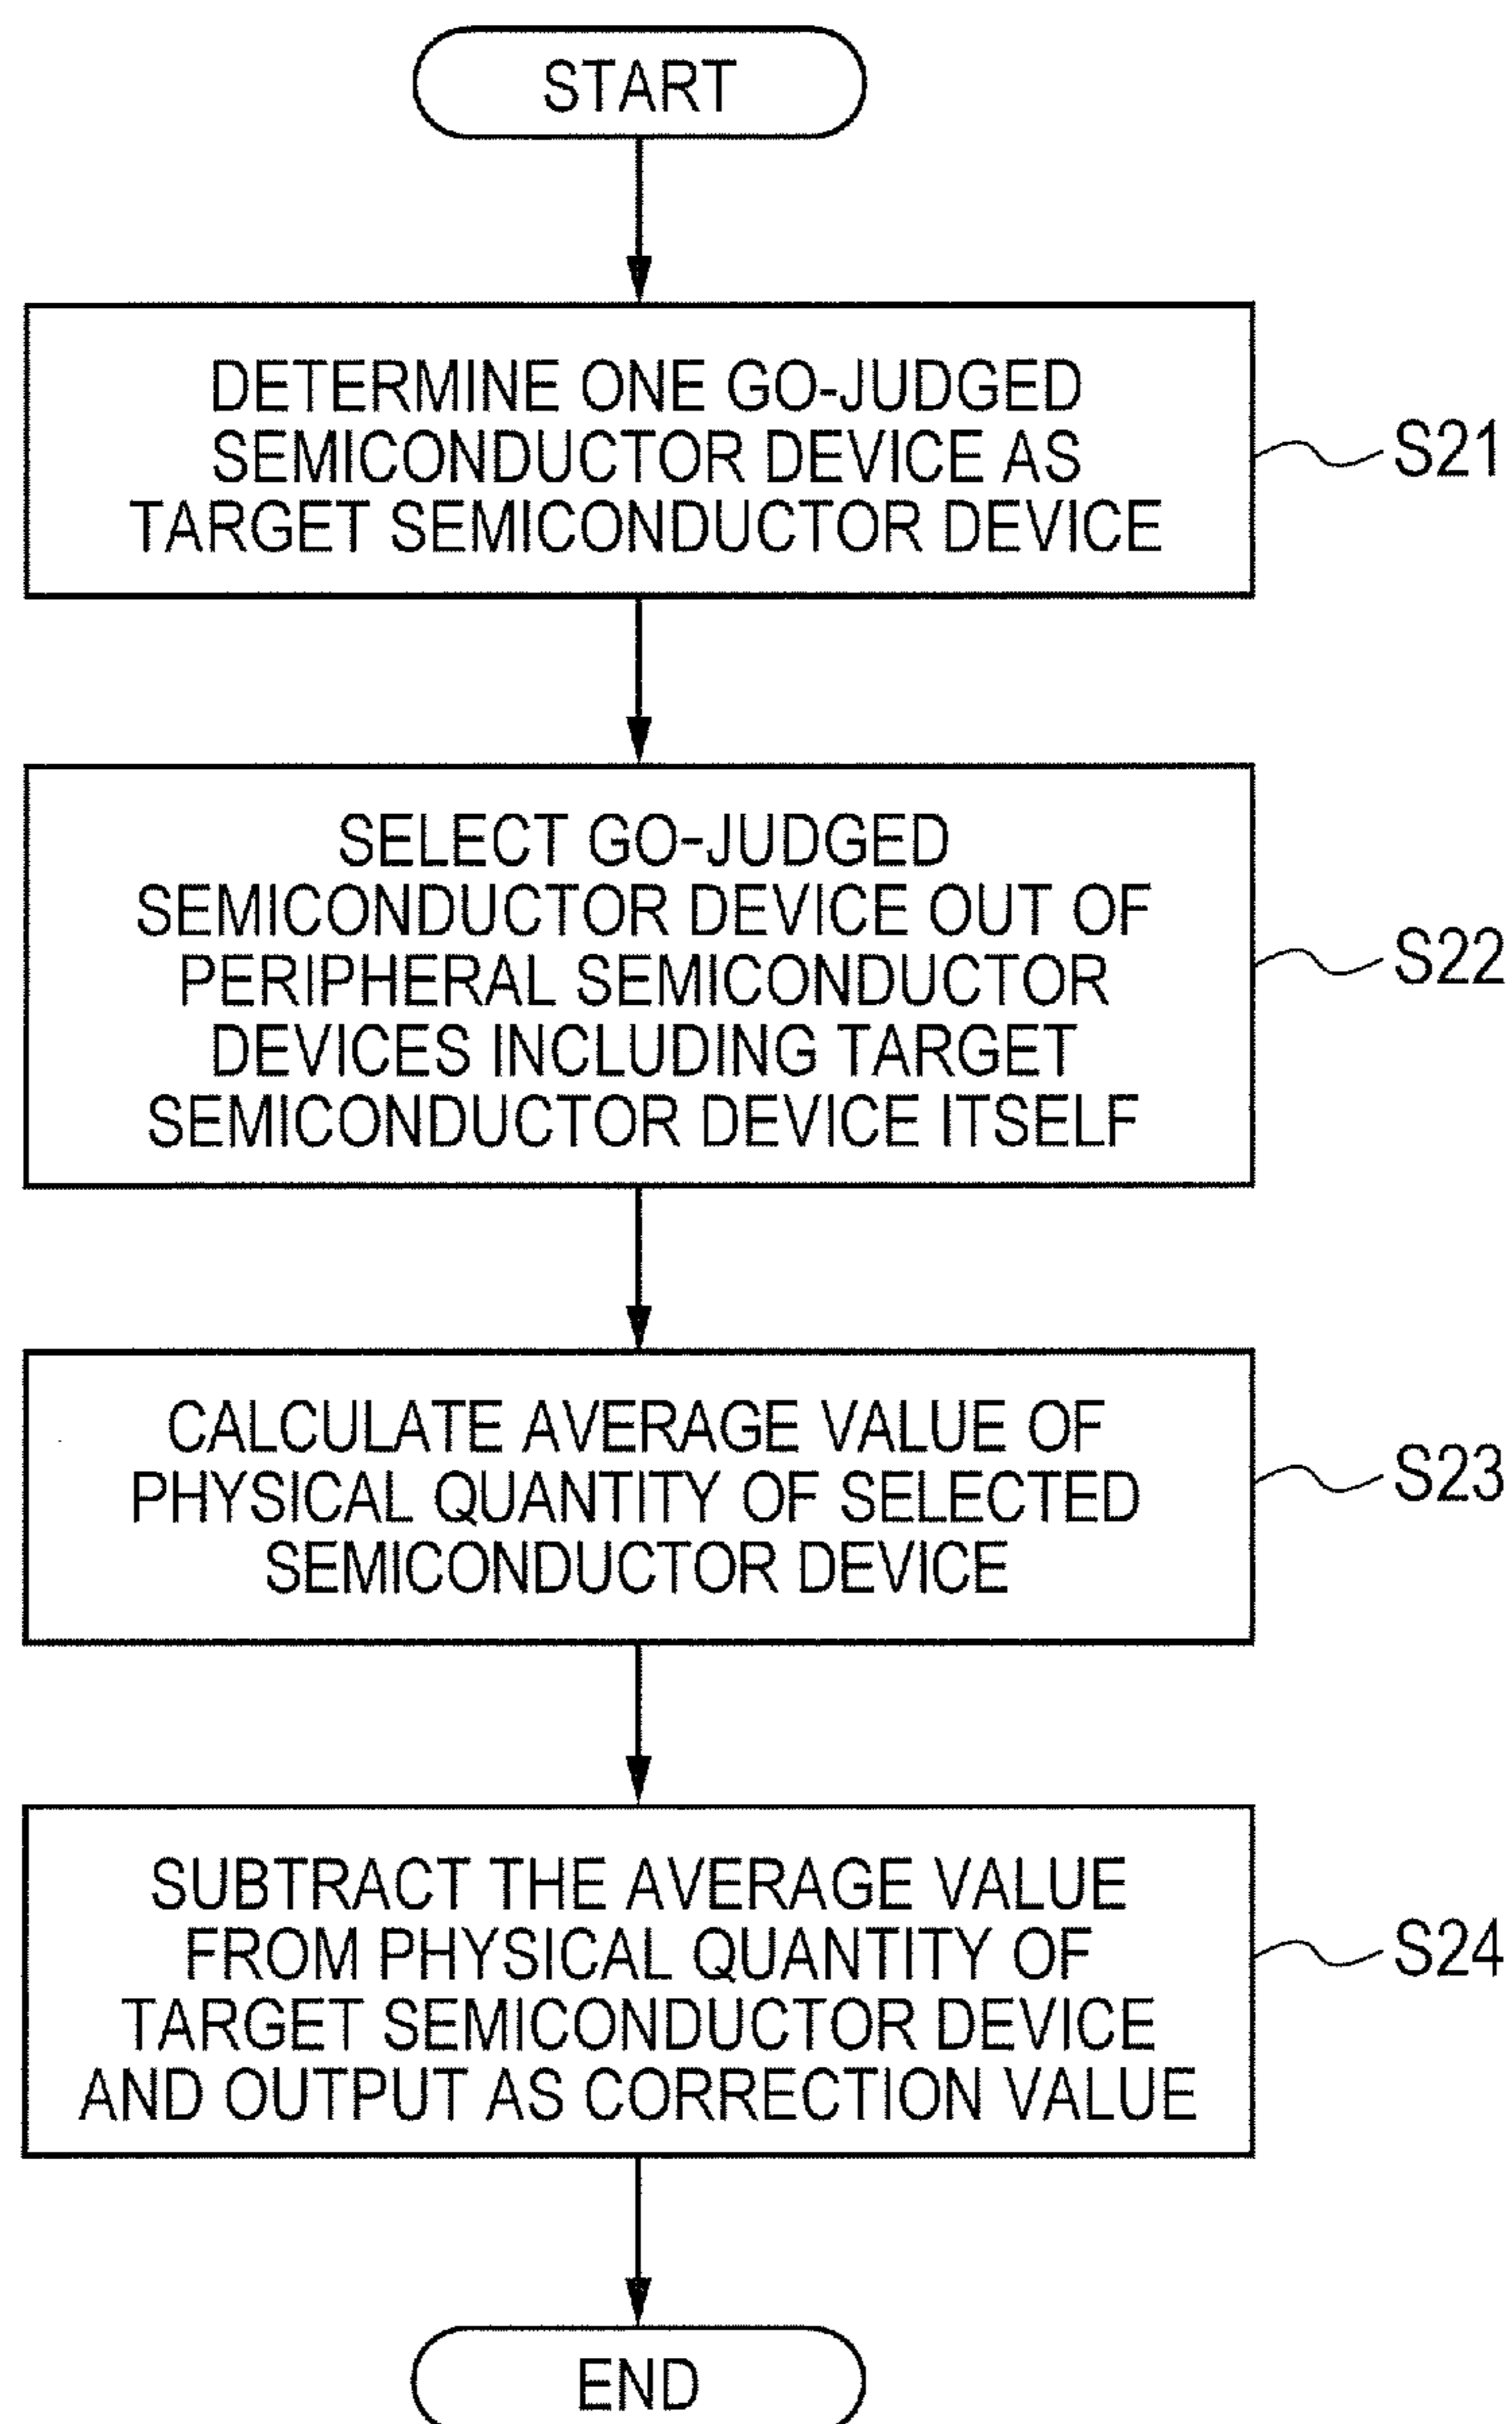 START
DETERMINE ONE GO-JUDGED
SEMICONDUCTOR DEVICE AS
TARGET SEMICONDUCTOR DEVICE
S21
SELECT GO-JUDGED
SEMICONDUCTOR DEVICE OUT OF
PERIPHERAL SEMICONDUCTOR
DEVICES INCLUDING TARGET
SEMICONDUCTOR DEVICE ITSELF
S22
CALCULATE AVERAGE VALUE OF
PHYSICAL QUANTITY OF SELECTED
SEMICONDUCTOR DEVICE
S23
SUBTRACT THE AVERAGE VALUE
FROM PHYSICAL QUANTITY OF
TARGET SEMICONDUCTOR DEVICE
AND OUTPUT AS CORRECTION VALUE
S24
END